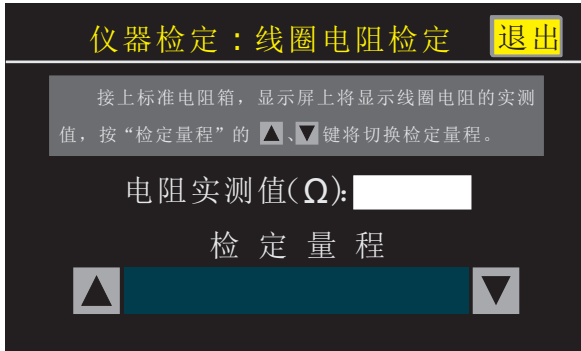 仪器检定：线圈电阻检定 退出
接上标准电阻箱，显示屏上将显示线圈电阻的实测
值，按“检定量程”的 ▲、▼ 键将切换检定量程。
电阻实测值(Ω)：
检定量程
▲ ▼